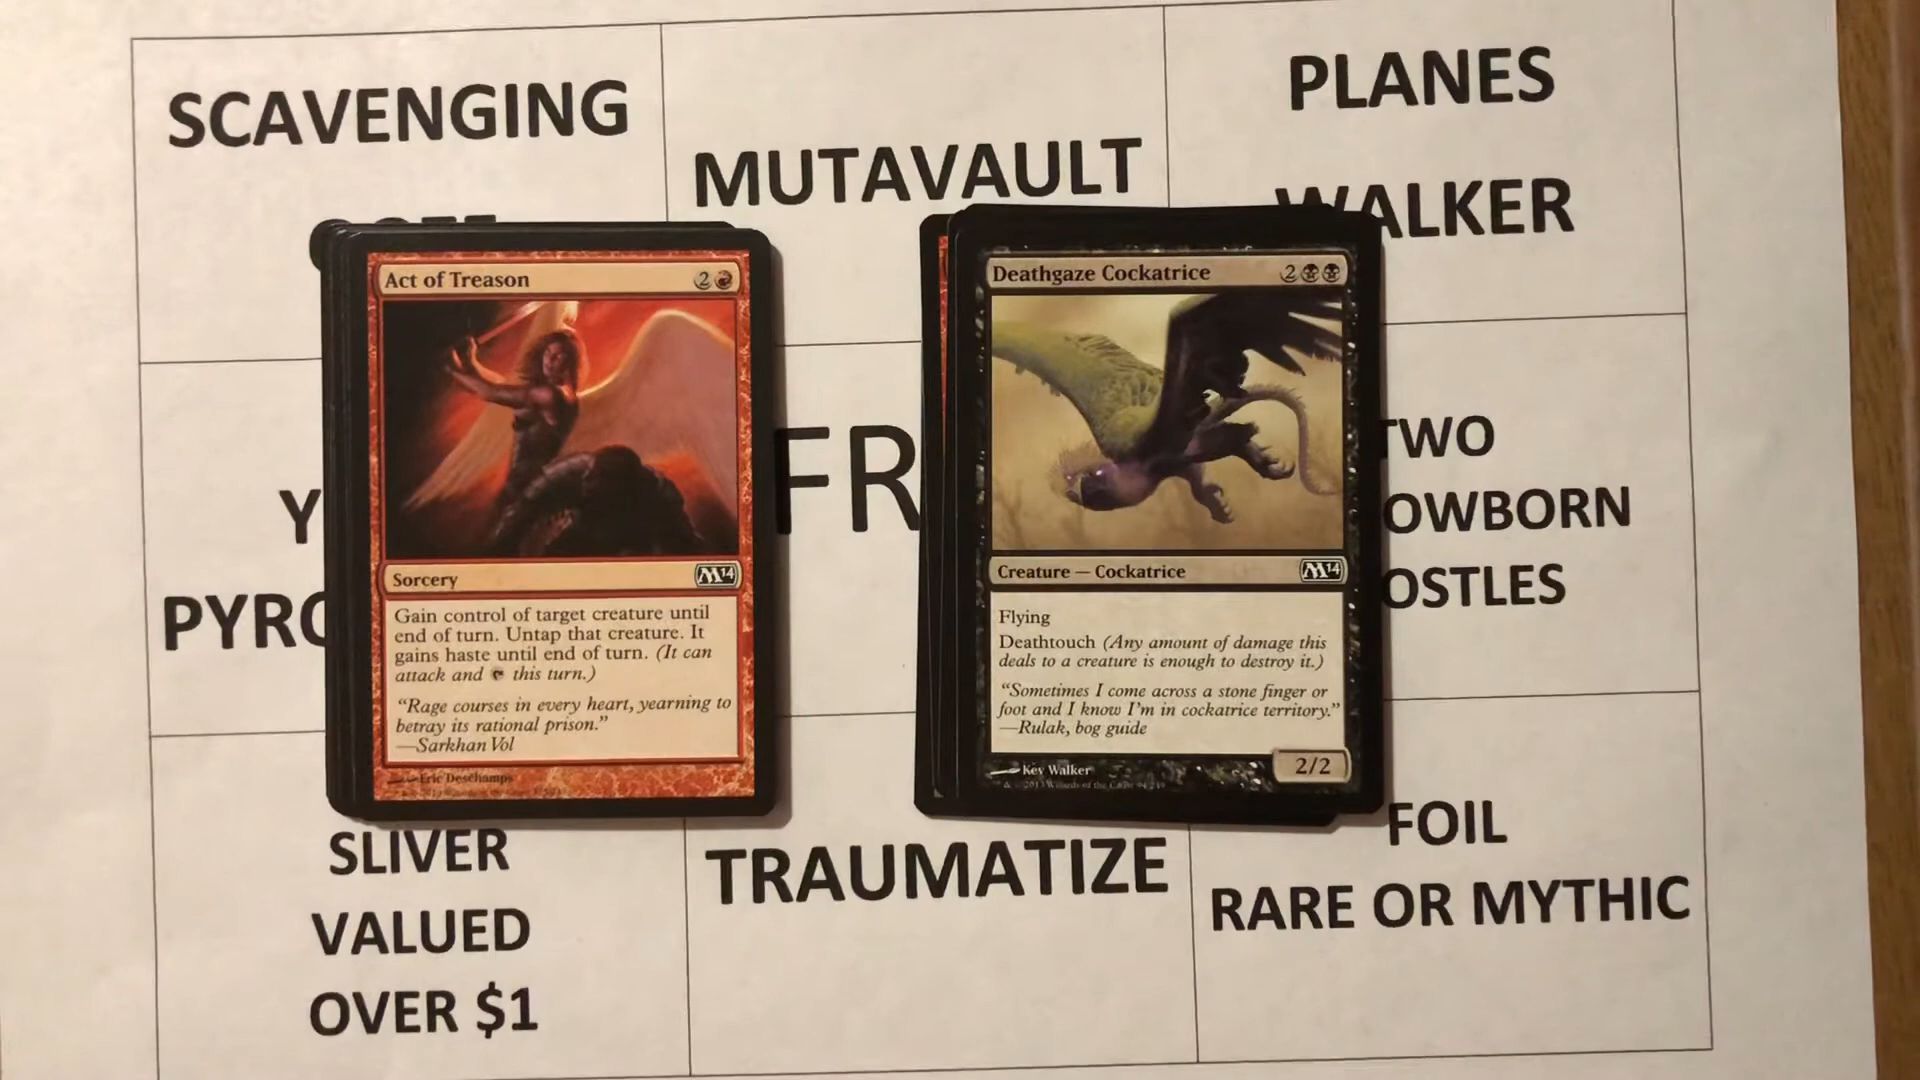 SCAVENGING
MUTAVAULT
PLANES
WALKER
Y
PYRO
FR
TWO
OWBORN
OSTLES
SLIVER
VALUED
OVER $1
TRAUMATIZE
FOIL
RARE OR MYTHIC
Act of Treason 2
Sorcery M14
Gain control of target creature until
end of turn. Untap that creature. It
gains haste until end of turn. (It can
attack and this turn.)
“Rage courses in every heart, yearning to
betray its rational prison.”
—Sarkhan Vol
Eric Deschamps
Deathgaze Cockatrice 2
Creature — Cockatrice M14
Flying
Deathtouch (Any amount of damage this
deals to a creature is enough to destroy it.)
“Sometimes I come across a stone finger or
foot and I know I’m in cockatrice territory.”
—Rulak, bog guide
2/2
Kev Walker